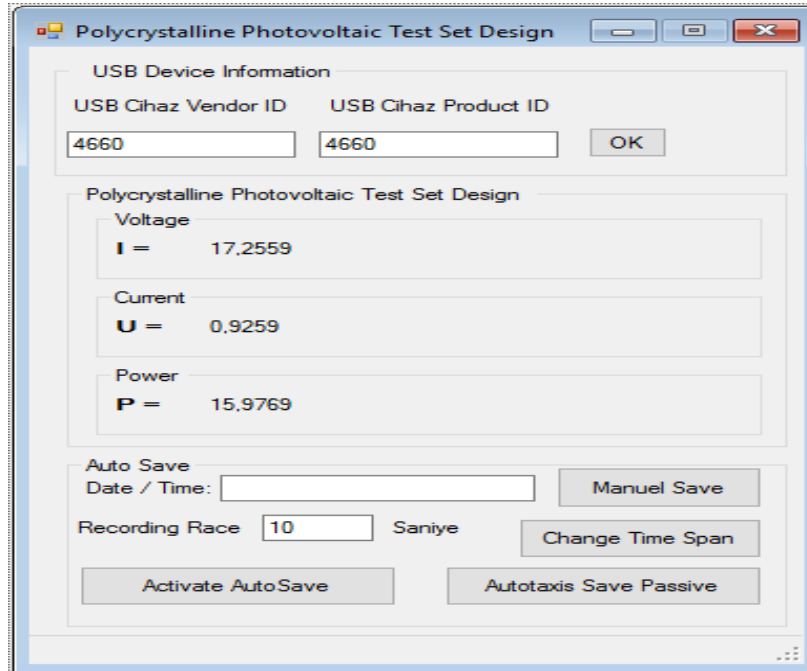 Polycrystalline Photovoltaic Test Set Design
USB Device Information
USB Cihaz Vendor ID USB Cihaz Product ID
4660 4660 OK
Polycrystalline Photovoltaic Test Set Design
Voltage
I = 17,2559
Current
U = 0,9259
Power
P = 15,9769
Auto Save
Date / Time: Manuel Save
Recording Race 10 Saniye Change Time Span
Activate AutoSave Autotaxis Save Passive